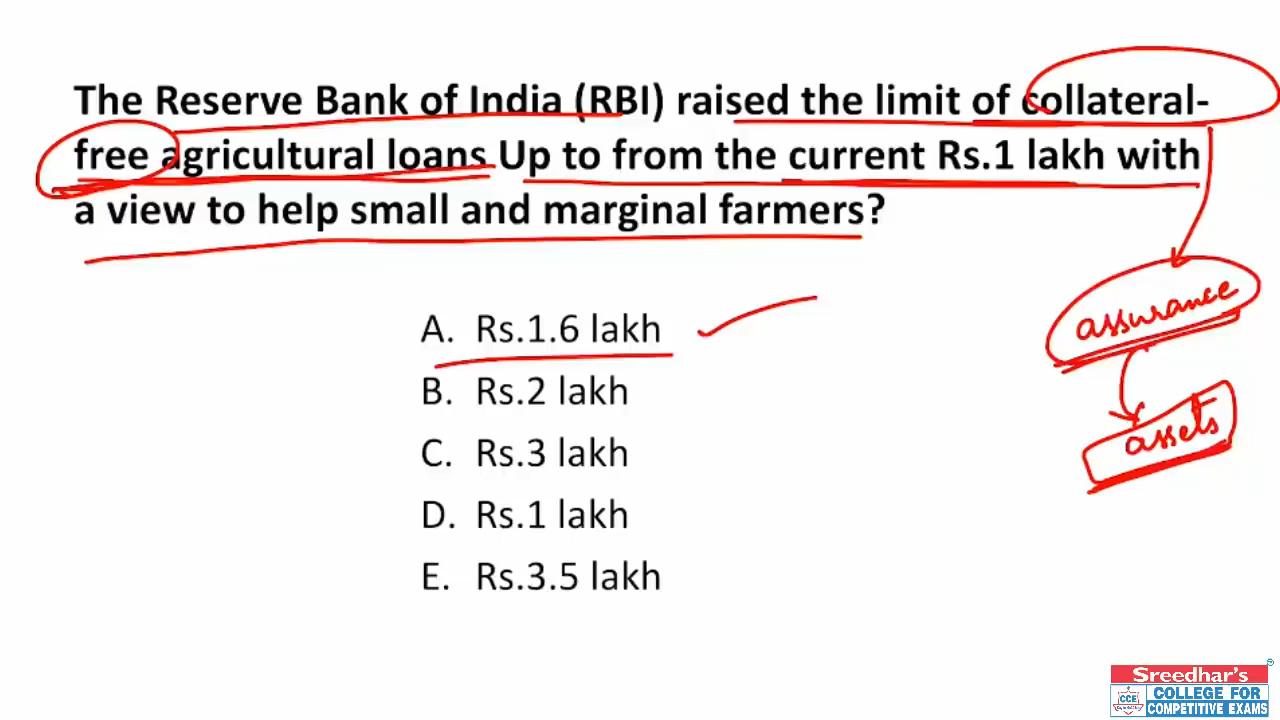 The Reserve Bank of India (RBI) raised the limit of collateral-
free agricultural loans Up to from the current Rs.1 lakh with
a view to help small and marginal farmers?
A. Rs.1.6 lakh
B. Rs.2 lakh
C. Rs.3 lakh
D. Rs.1 lakh
E. Rs.3.5 lakh
assurance
assets
Sreedhar's
CCE
COLLEGE FOR
COMPETITIVE EXAMS